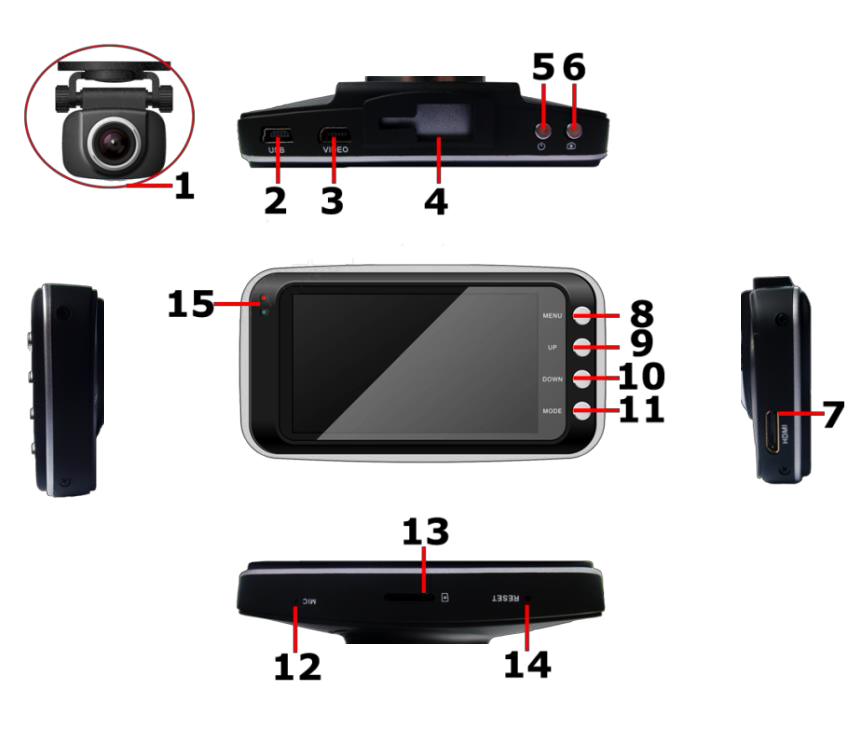 5 6
USB VIDEO
1
2 3 4
15
MENU 8
UP 9
DOWN 10
MODE 11
HDMI
7
13
MIC RESET
12 14